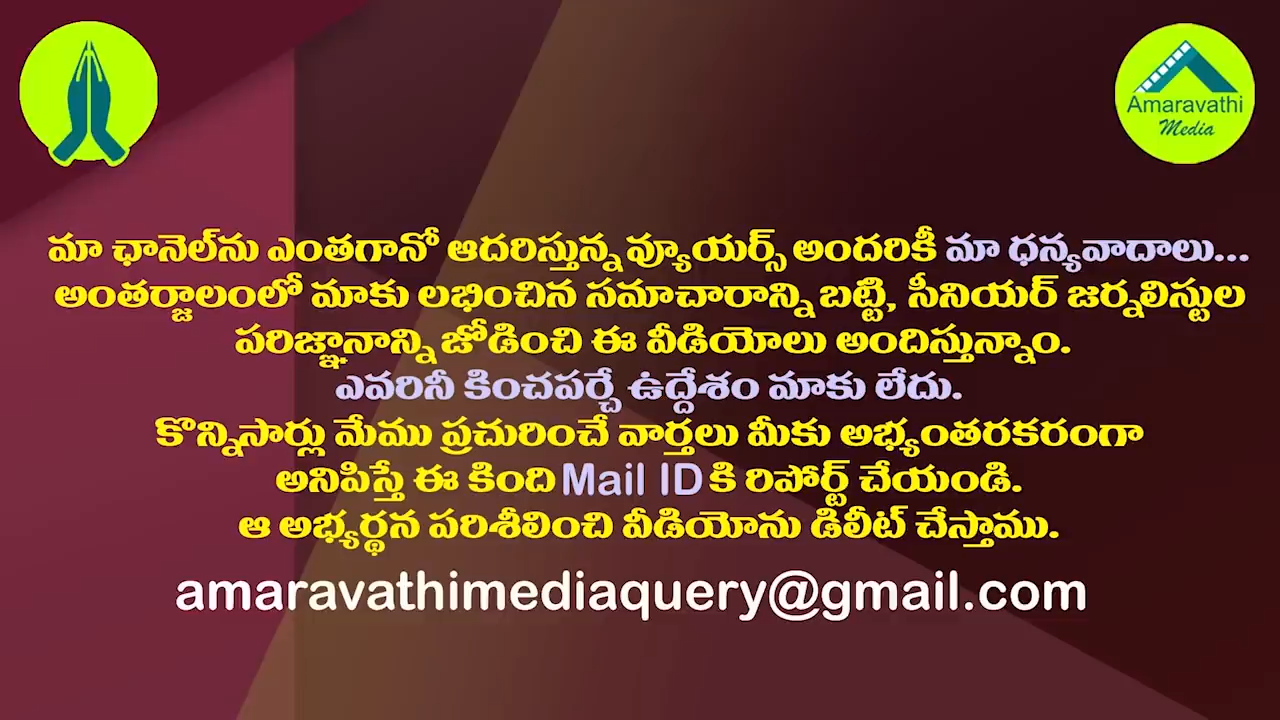 Amaravathi
Media
మా ఛానెల్‌ను ఎంతగానో ఆదరిస్తున్న వ్యూయర్స్ అందరికీ మా ధన్యవాదాలు...
అంతర్జాలంలో మాకు లభించిన సమాచారాన్ని బట్టి, సీనియర్ జర్నలిస్టుల
పరిజ్ఞానాన్ని జోడించి ఈ వీడియోలు అందిస్తున్నాం.
ఎవరినీ కించపర్చే ఉద్దేశం మాకు లేదు.
కొన్నిసార్లు మేము ప్రచురించే వార్తలు మీకు అభ్యంతరకరంగా
అనిపిస్తే ఈ కింది Mail ID కి రిపోర్ట్ చేయండి.
ఆ అభ్యర్థన పరిశీలించి వీడియోను డిలీట్ చేస్తాము.
amaravathimediaquery@gmail.com